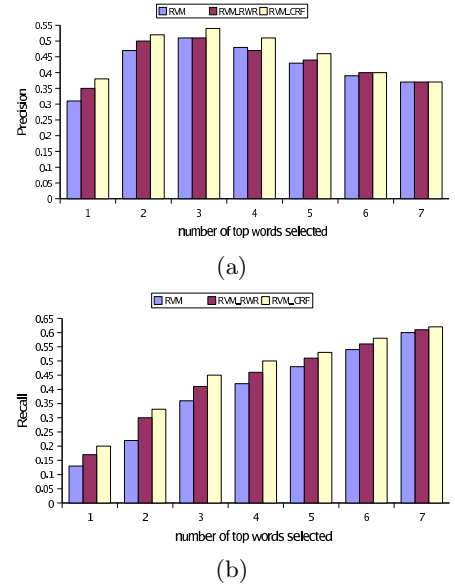 RVM RVM_RWR RVM_CRF
0.55
0.5
0.45
0.4
0.35
0.3
0.25
0.2
0.15
0.1
0.05
0
Precision
1 2 3 4 5 6 7
number of top words selected
(a)
RVM RVM_RWR RVM_CRF
0.65
0.6
0.55
0.5
0.45
0.4
0.35
0.3
0.25
0.2
0.15
0.1
0.05
0
Recall
1 2 3 4 5 6 7
number of top words selected
(b)